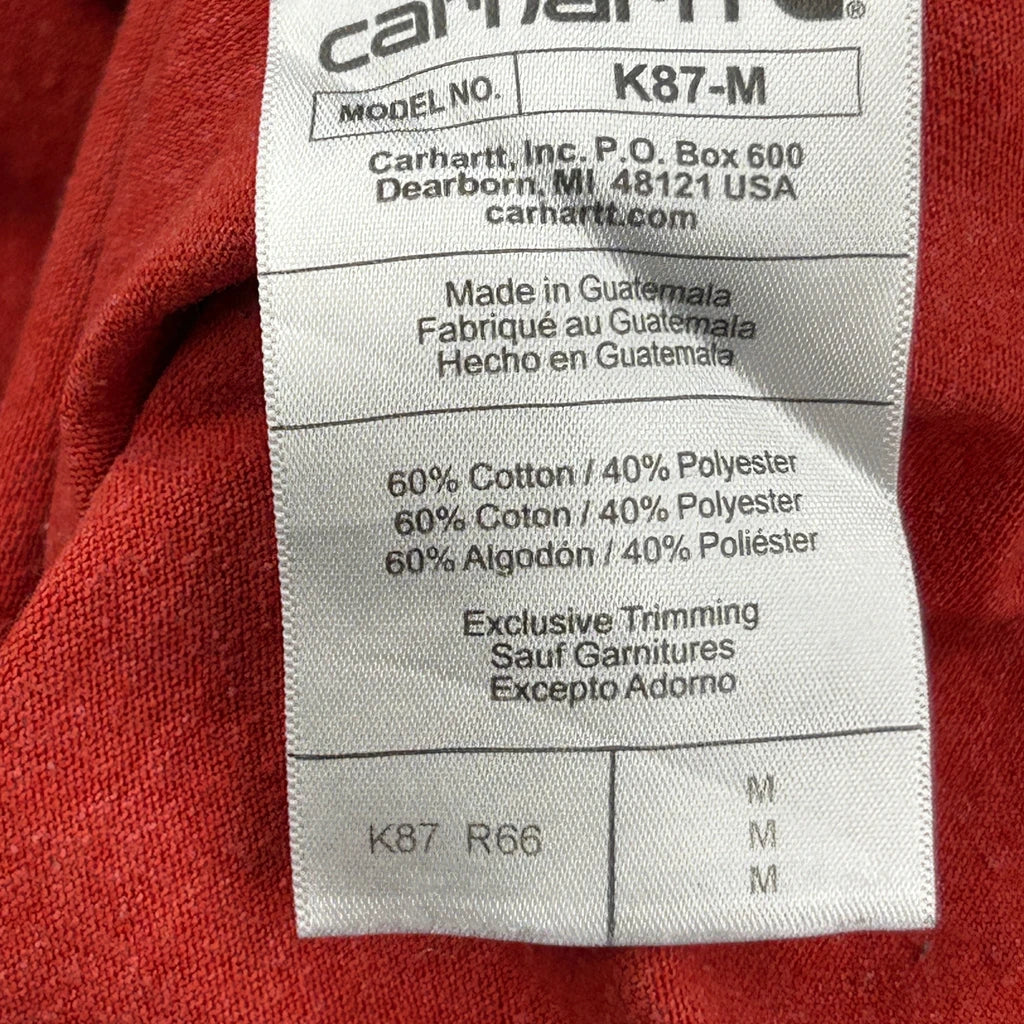 carhartt®
MODEL NO. K87-M
Carhartt, Inc. P.O. Box 600
Dearborn, MI 48121 USA
carhartt.com
Made in Guatemala
Fabriqué au Guatemala
Hecho en Guatemala
60% Cotton / 40% Polyester
60% Coton / 40% Polyester
60% Algodón / 40% Poliéster
Exclusive Trimming
Sauf Garnitures
Excepto Adorno
K87 R66
M
M
M